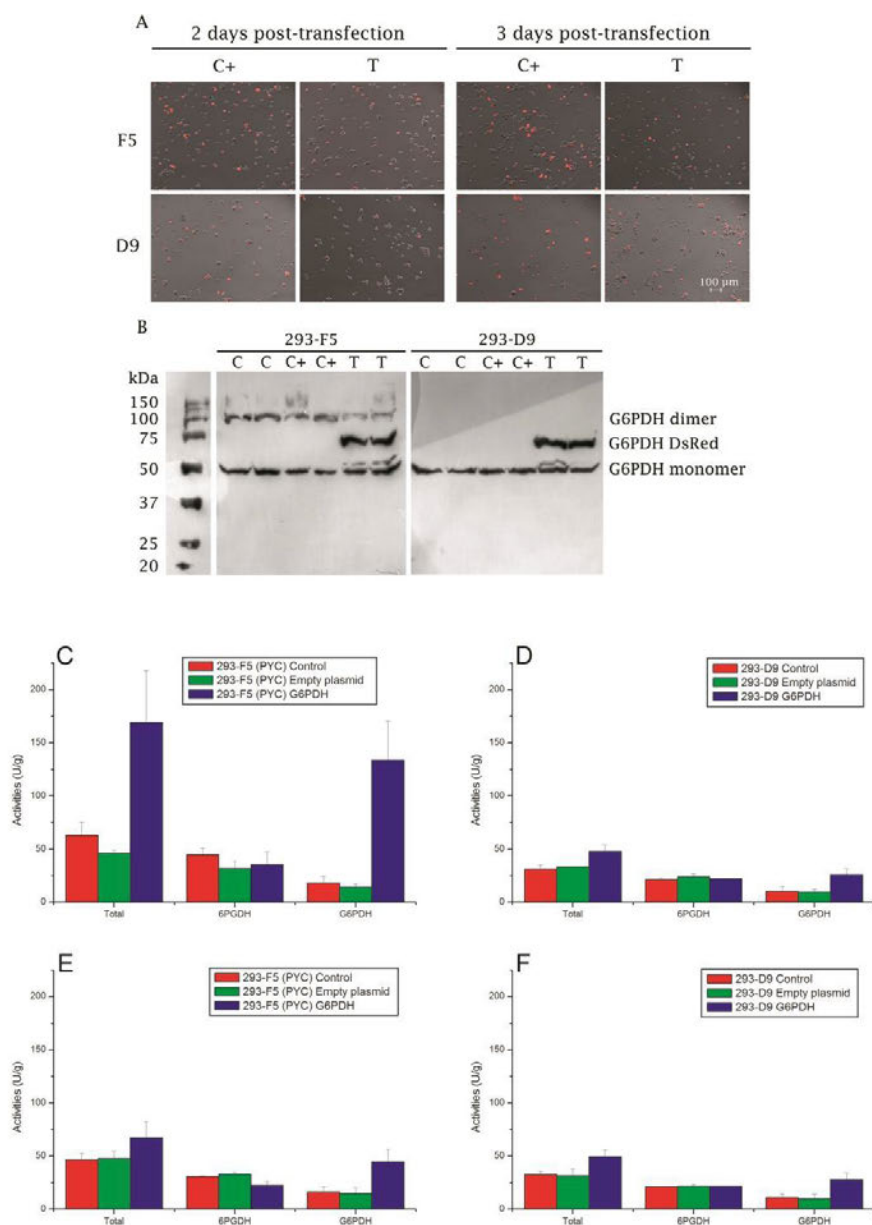 A
2 days post-transfection
3 days post-transfection
C+
T
C+
T
F5
D9
100 µm
B
293-F5
293-D9
C C C+ C+ T T
C C C+ C+ T T
kDa
150
100
75
50
37
25
20
G6PDH dimer
G6PDH DsRed
G6PDH monomer
C
293-F5 (PYC) Control
293-F5 (PYC) Empty plasmid
293-F5 (PYC) G6PDH
Activities (U/g)
200
150
100
50
0
Total
6PGDH
G6PDH
D
293-D9 Control
293-D9 Empty plasmid
293-D9 G6PDH
Activities (U/g)
200
150
100
50
0
Total
6PGDH
G6PDH
E
293-F5 (PYC) Control
293-F5 (PYC) Empty plasmid
293-F5 (PYC) G6PDH
Activities (U/g)
200
150
100
50
0
Total
6PGDH
G6PDH
F
293-D9 Control
293-D9 Empty plasmid
293-D9 G6PDH
Activities (U/g)
200
150
100
50
0
Total
6PGDH
G6PDH